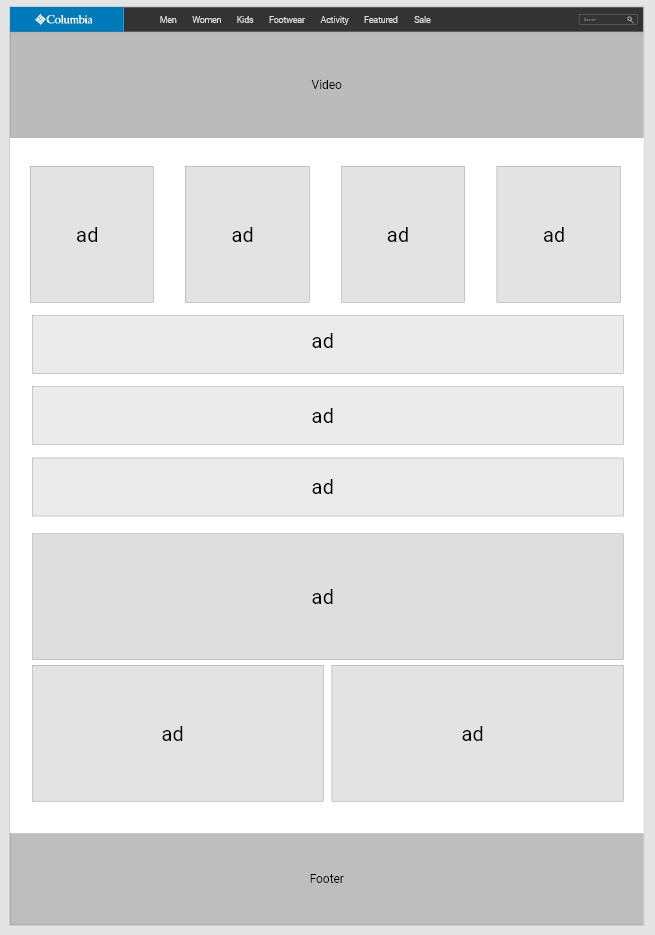 Columbia Men Women Kids Footwear Activity Featured Sale Search
Video
ad ad ad ad
ad
ad
ad
ad
ad ad
Footer